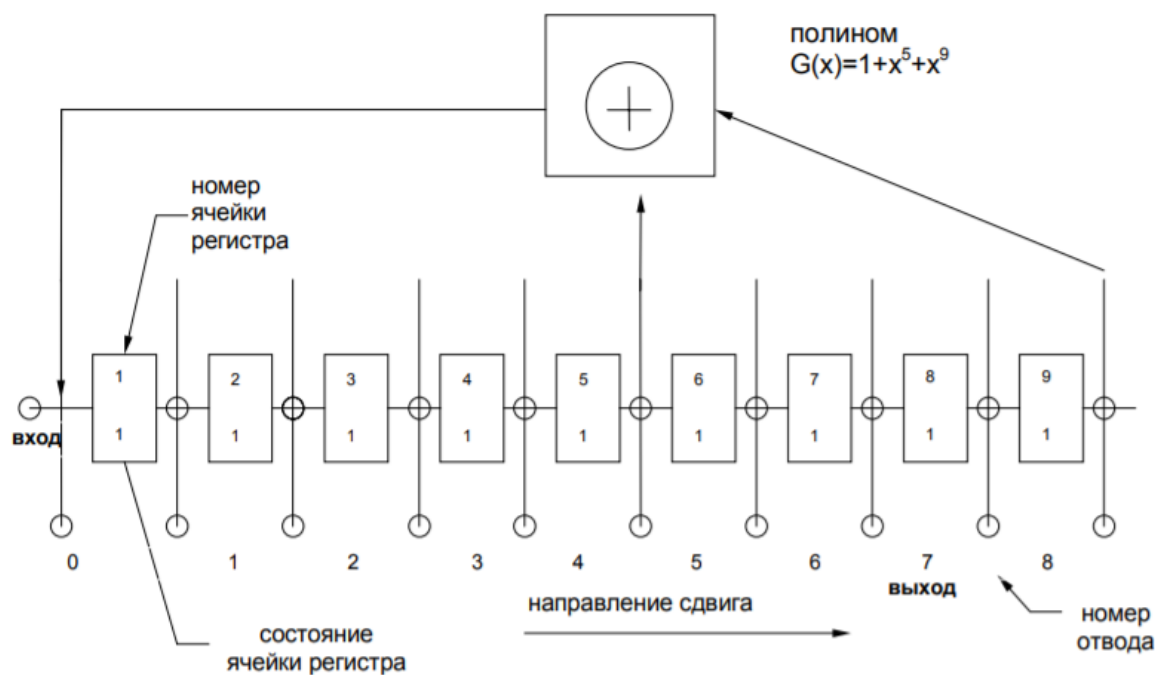 полином
G(x)=1+x⁵+x⁹
номер
ячейки
регистра
1 2 3 4 5 6 7 8 9
вход
1 1 1 1 1 1 1 1 1
0 1 2 3 4 5 6 7 8
выход
направление сдвига
состояние
ячейки регистра
номер
отвода